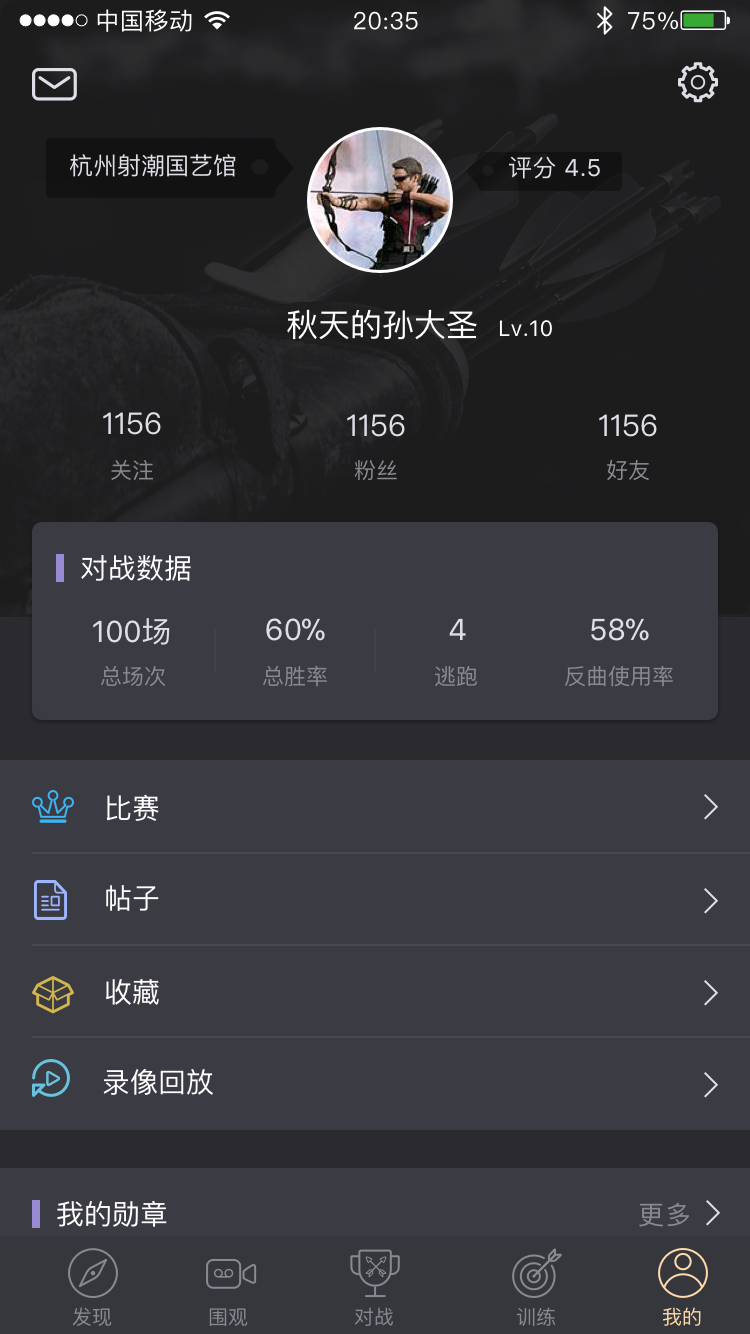 中国移动 20:35 75%
杭州射潮国艺馆 评分 4.5
秋天的孙大圣 Lv.10
1156 1156 1156
关注 粉丝 好友
对战数据
100场 60% 4 58%
总场次 总胜率 逃跑 反曲使用率
比赛
帖子
收藏
录像回放
我的勋章 更多
发现 围观 对战 训练 我的